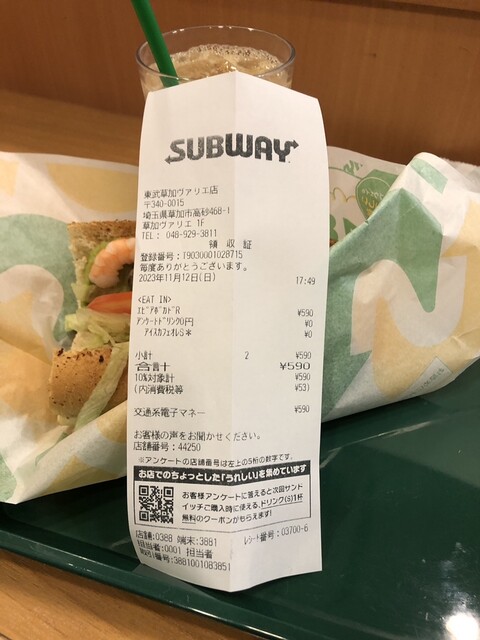 SUBWAY
東武草加ヴァリエ店
〒340-0015
埼玉県草加市高砂468-1
草加ヴァリエ 1F
TEL: 048-929-3811
領 収 証
登録番号:T9030001028715
毎度ありがとうございます。
2023年11月12日(日) 17:49
<EAT IN>
エビアボカドR ¥590
アンケートドリンク0円 ¥0
アイスカフェオレS* ¥0
小計 2 ¥590
合計 ¥590
10%対象計 ¥590
(内消費税等 ¥53)
交通系電子マネー ¥590
お客様の声をお聞かせください。
店舗番号:44250
※アンケートの店舗番号は左上の5桁の数字です。
お店でのちょっとした「うれしい」を集めています
お客様アンケートに答えると次回サンド
イッチご購入時に使える、ドリンク(S)1杯
無料のクーポンがもらえます!
店舗:0388 端末:3881 レシート番号:03700-6
担当者:0001 担当者
取引番号:3881001083851